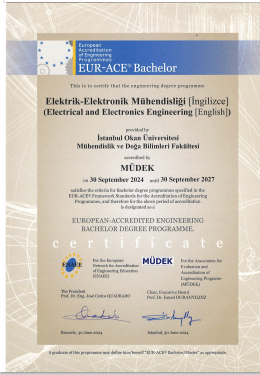 European
Accreditation
of Engineering
Programmes
EUR-ACE® Bachelor
This is to certify that the engineering degree programme
Elektrik-Elektronik Mühendisliği [İngilizce]
(Electrical and Electronics Engineering [English])
provided by
İstanbul Okan Üniversitesi
Mühendislik ve Doğa Bilimleri Fakültesi
accredited by
MÜDEK
on 30 September 2024 until 30 September 2027
satisfies the criteria for Bachelor degree programmes specified in the
EUR-ACE® Framework Standards for the Accreditation of Engineering
Programmes, and therefore for the above period of accreditation
is designated as a
EUROPEAN-ACCREDITED ENGINEERING
BACHELOR DEGREE PROGRAMME.
certificate
ENAEE
For the European
Network for Accreditation
of Engineering Education
(ENAEE)
MÜDEK
For the Association for
Evaluation and
Accreditation of
Engineering Programs
(MÜDEK)
The President
Prof. Dr. Eng. José Carlos QUADRADO
Chair, Executive Board
Prof. Dr. İsmail DURANYILDIZ
Brussels, 30 June 2024
İstanbul, 30 June 2024
A graduate of this programme may define him/herself "EUR-ACE® Bachelor/Master" as appropriate.